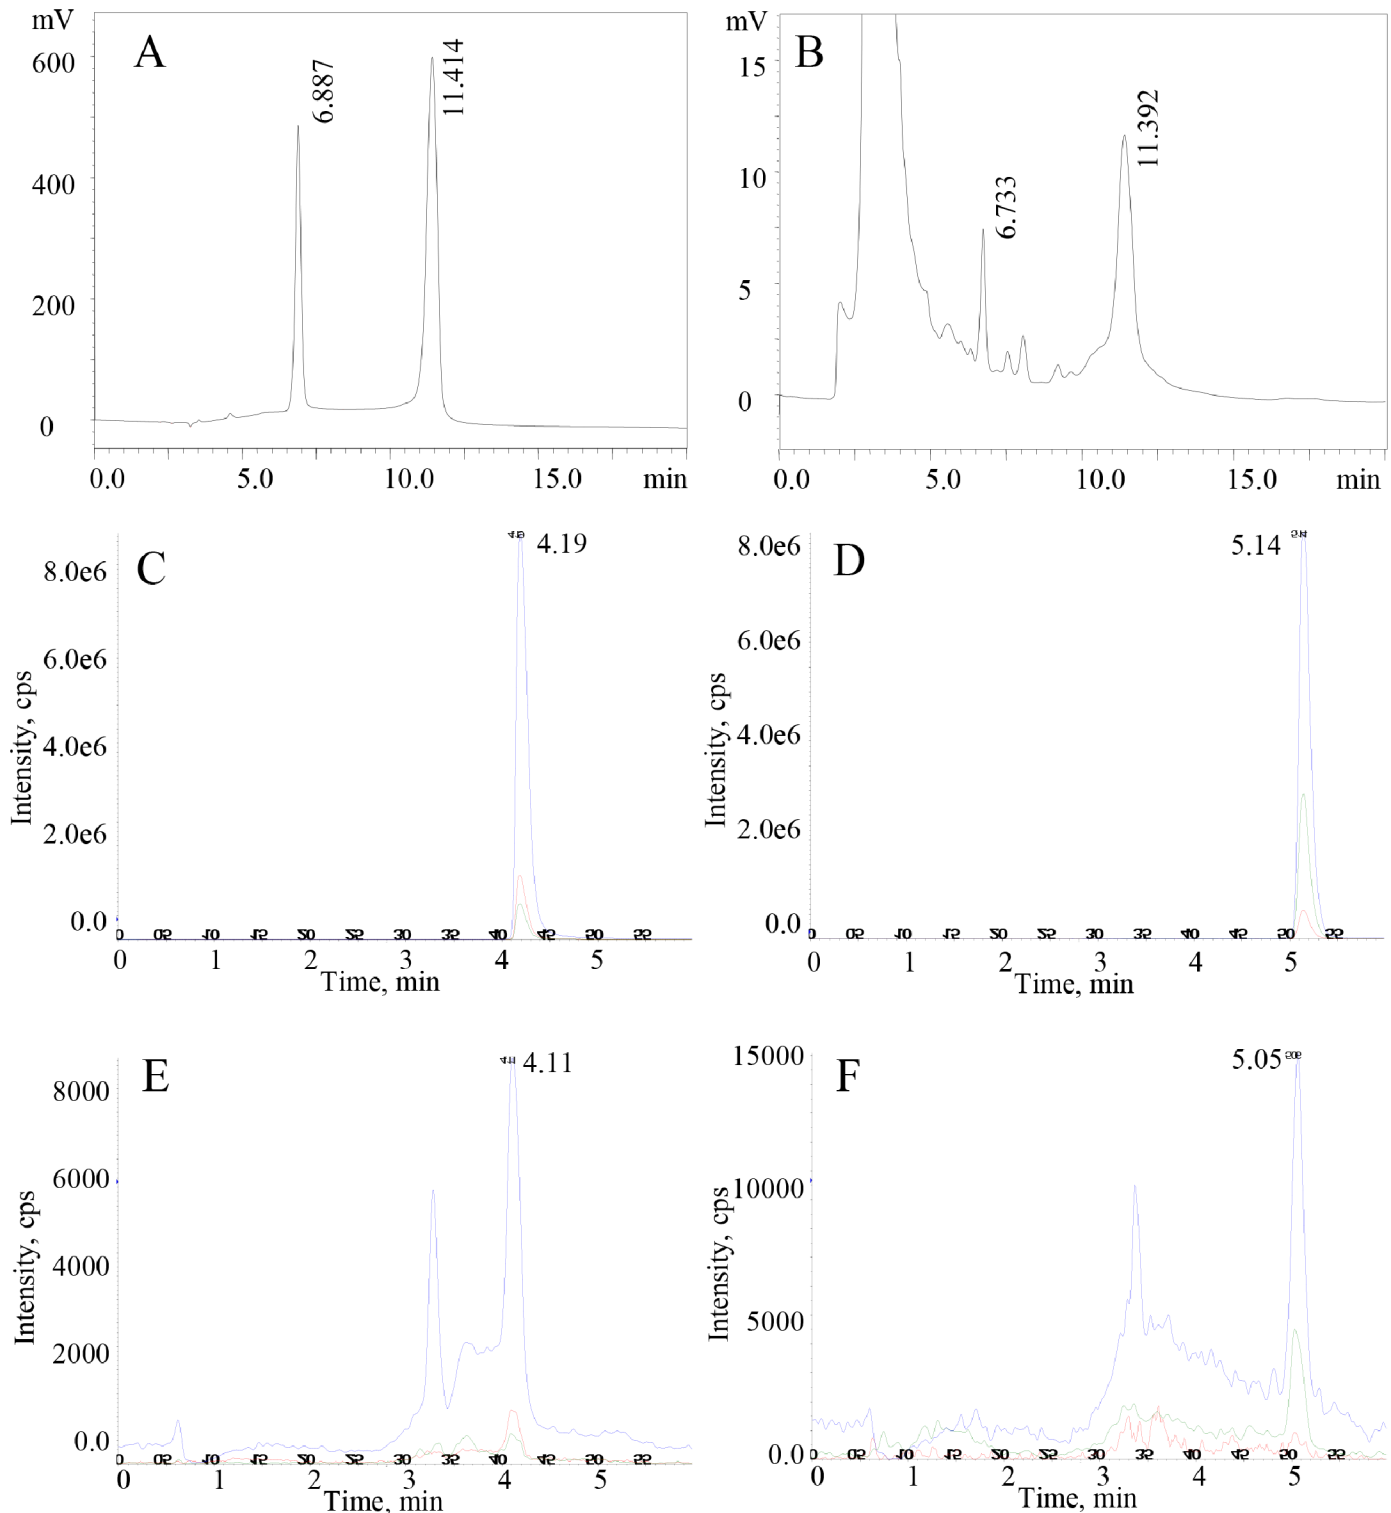 mV
A
600
6.887
11.414
400
200
0
0.0 5.0 10.0 15.0 min
mV
B
15
11.392
10
6.733
5
0
0.0 5.0 10.0 15.0 min
C
4.19
8.0e6
6.0e6
4.0e6
2.0e6
0.0
Intensity, cps
0 1 2 3 4 5
Time, min
D
5.14
8.0e6
6.0e6
4.0e6
2.0e6
0.0
Intensity, cps
0 1 2 3 4 5
Time, min
E
4.11
8000
6000
4000
2000
0.0
Intensity, cps
0 1 2 3 4 5
Time, min
F
5.05
15000
10000
5000
0.0
Intensity, cps
0 1 2 3 4 5
Time, min